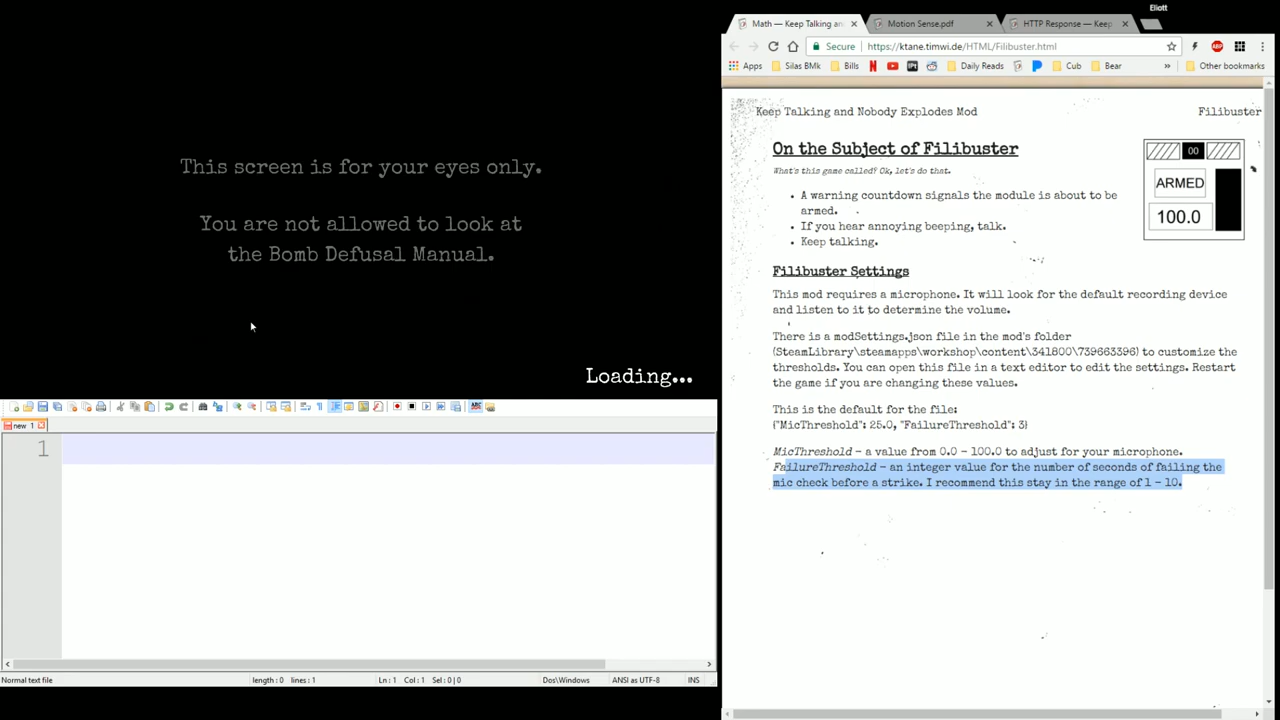 Eliott
Math — Keep Talking an
Motion Sense.pdf
HTTP Response — Keep
Secure
https://ktane.timwi.de/HTML/Filibuster.html
Apps
Silas BMk
Bills
Daily Reads
Cub
Bear
»
Other bookmarks
This screen is for your eyes only.
You are not allowed to look at
the Bomb Defusal Manual.
Loading...
Keep Talking and Nobody Explodes Mod
Filibuster
On the Subject of Filibuster
What's this game called? Ok, let's do that.
• A warning countdown signals the module is about to be
armed.
• If you hear annoying beeping, talk.
• Keep talking.
00
ARMED
100.0
Filibuster Settings
This mod requires a microphone. It will look for the default recording device
and listen to it to determine the volume.
There is a modSettings.json file in the mod's folder
(SteamLibrary\steamapps\workshop\content\341800\739663396) to customize the
thresholds. You can open this file in a text editor to edit the settings. Restart
the game if you are changing these values.
This is the default for the file:
{"MicThreshold": 25.0, "FailureThreshold": 3}
MicThreshold - a value from 0.0 - 100.0 to adjust for your microphone.
FailureThreshold - an integer value for the number of seconds of failing the
mic check before a strike. I recommend this stay in the range of 1 - 10.
new 1
1
Normal text file
length : 0 lines : 1
Ln : 1 Col : 1 Sel : 0 | 0
Dos\Windows
ANSI as UTF-8
INS